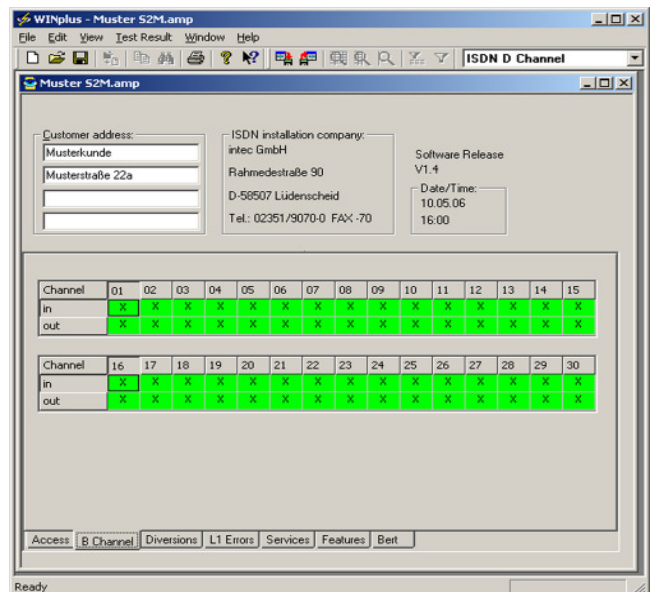 WINplus - Muster S2M.amp
File Edit View Test Result Window Help
ISDN D Channel
Muster S2M.amp
Customer address:
Musterkunde
Musterstraße 22a
ISDN installation company:
intec GmbH
Rahmedestraße 90
D-58507 Lüdenscheid
Tel.: 02351/9070-0 FAX -70
Software Release
V1.4
Date/Time:
10.05.06
16:00
Channel 01 02 03 04 05 06 07 08 09 10 11 12 13 14 15
in X X X X X X X X X X X X X X X
out X X X X X X X X X X X X X X X
Channel 16 17 18 19 20 21 22 23 24 25 26 27 28 29 30
in X X X X X X X X X X X X X X X
out X X X X X X X X X X X X X X X
Access B Channel Diversions L1 Errors Services Features Bert
Ready